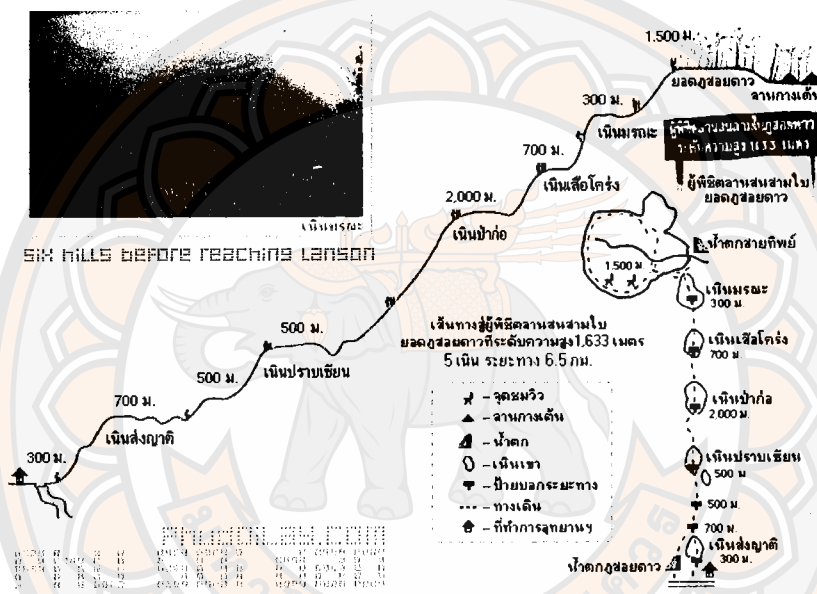 เนินมรณะ
SIX HILLS BEFORE REACHING LANSON
300 ม.
700 ม.
เนินส่งญาติ
500 ม.
500 ม.
เนินปราบเซียน
2,000 ม.
เนินป่าก่อ
700 ม.
เนินเสือโคร่ง
300 ม.
เนินมรณะ
1.500 ม.
ยอดภูสอยดาว
ลานกางเต้น
ผู้พิชิตลานสนสามใบ
ยอดภูสอยดาว
เส้นทางสู่ผู้พิชิตลานสนสามใบ
ยอดภูสอยดาวที่ระดับความสูง1,633 เมตร
5 เนิน ระยะทาง 6.5 กม.
- จุดชมวิว
- ลานกางเต้น
- น้ำตก
- เนินเขา
- ป้ายบอกระยะทาง
- ทางเดิน
- ที่ทำการอุทยานฯ
น้ำตกสายทิพย์
1,500 ม.
เนินมรณะ
300 ม.
เนินเสือโคร่ง
700 ม.
เนินป่าก่อ
2,000 ม.
เนินปราบเซียน
500 ม.
500 ม.
700 ม.
เนินส่งญาติ
300 ม.
น้ำตกภูสอยดาว